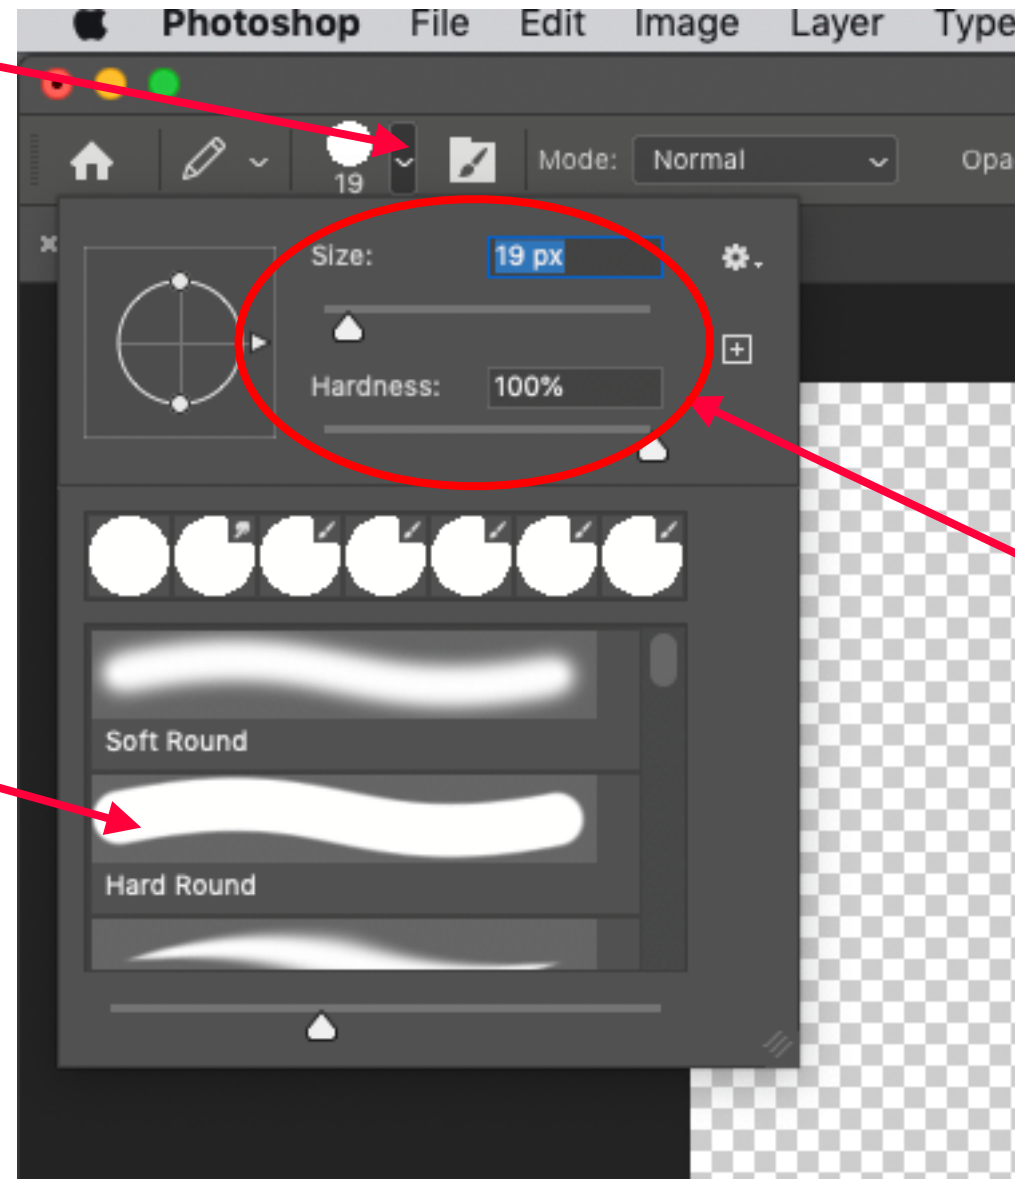 Photoshop File Edit Image Layer Type
19 Mode: Normal Opa
Size: 19 px
Hardness: 100%
Soft Round
Hard Round